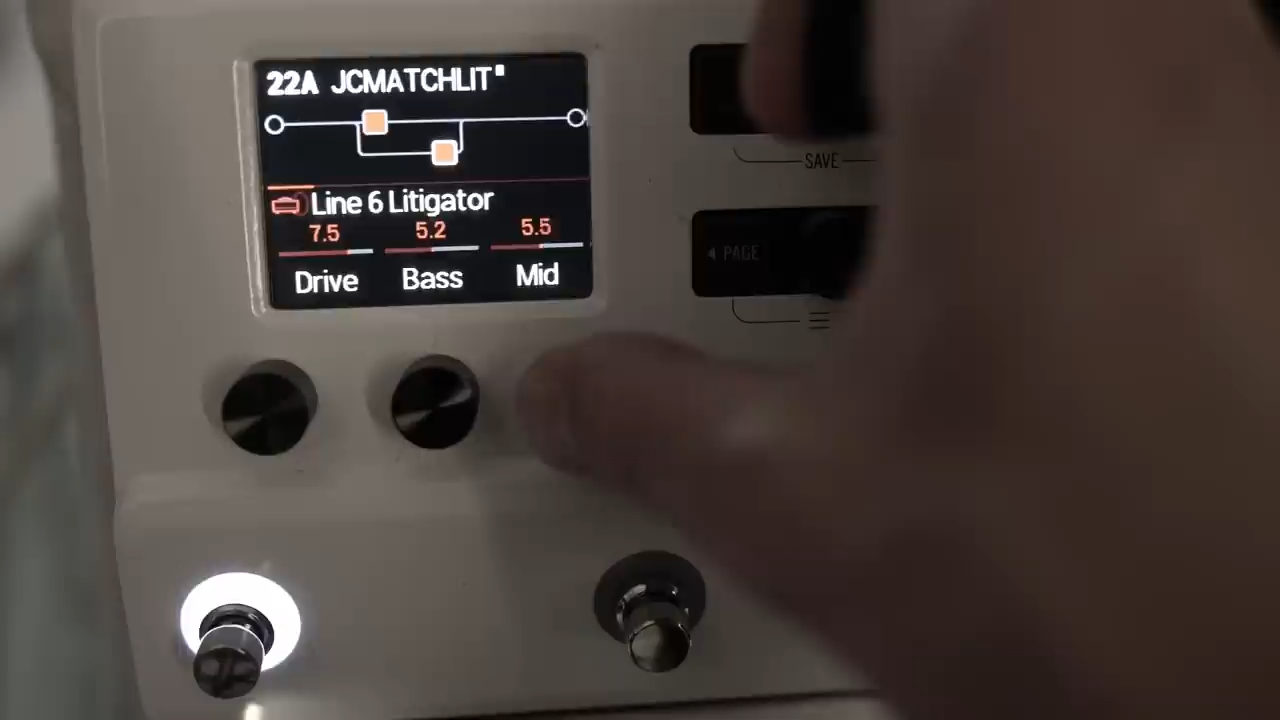 22A JCMATCHLIT
SAVE
Line 6 Litigator
7.5 5.2 5.5
Drive Bass Mid
◀ PAGE